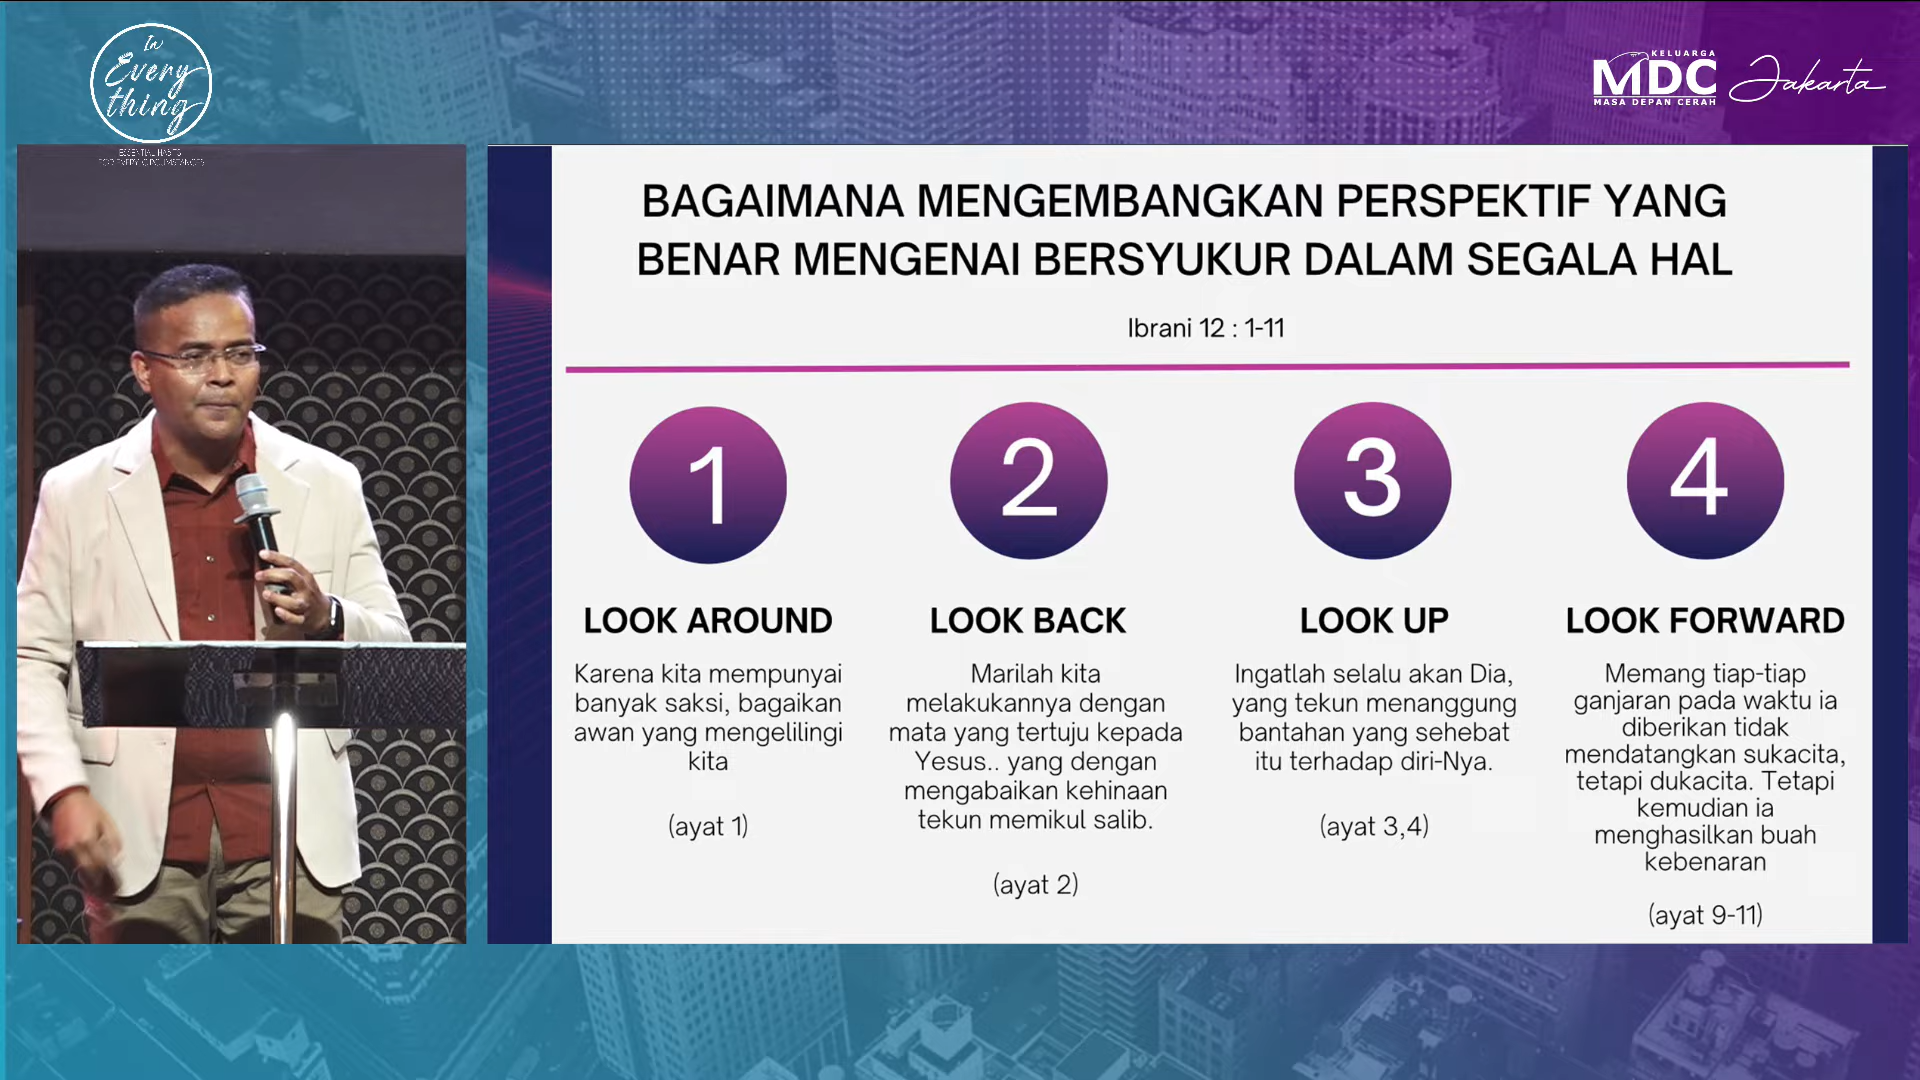 In
Every
thing
ESSENTIAL HABITS
FOR EVERY CIRCUMSTANCES
KELUARGA
MDC Jakarta
MASA DEPAN CERAH
BAGAIMANA MENGEMBANGKAN PERSPEKTIF YANG
BENAR MENGENAI BERSYUKUR DALAM SEGALA HAL
Ibrani 12 : 1-11
1
LOOK AROUND
Karena kita mempunyai
banyak saksi, bagaikan
awan yang mengelilingi
kita
(ayat 1)
2
LOOK BACK
Marilah kita
melakukannya dengan
mata yang tertuju kepada
Yesus.. yang dengan
mengabaikan kehinaan
tekun memikul salib.
(ayat 2)
3
LOOK UP
Ingatlah selalu akan Dia,
yang tekun menanggung
bantahan yang sehebat
itu terhadap diri-Nya.
(ayat 3,4)
4
LOOK FORWARD
Memang tiap-tiap
ganjaran pada waktu ia
diberikan tidak
mendatangkan sukacita,
tetapi dukacita. Tetapi
kemudian ia
menghasilkan buah
kebenaran
(ayat 9-11)